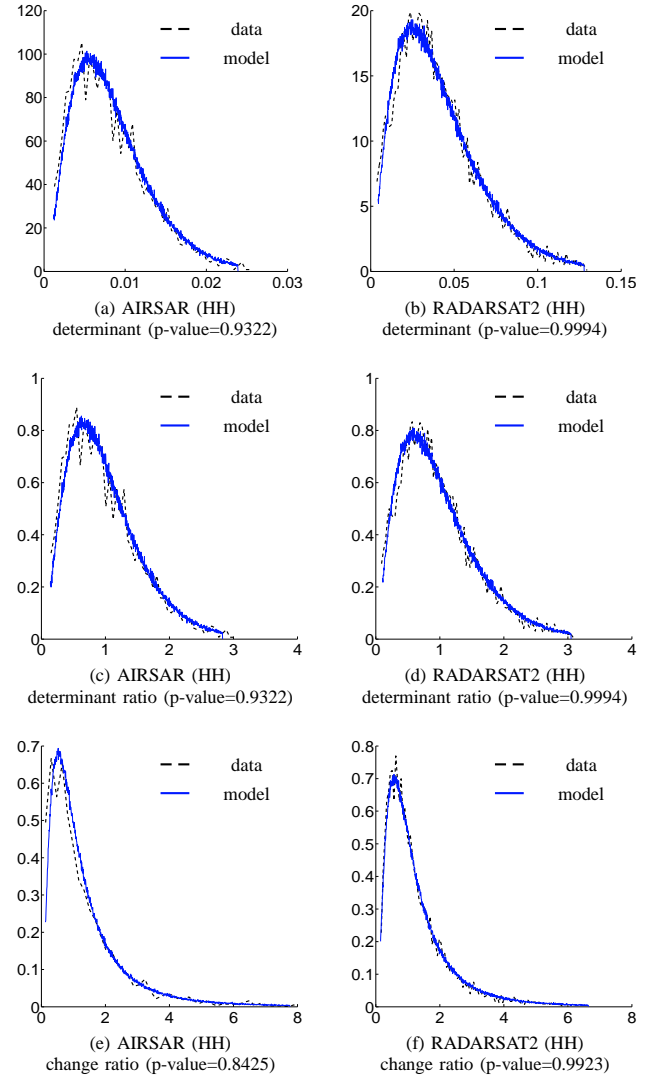 120
100
80
60
40
20
0
0 0.01 0.02 0.03
data
model
(a) AIRSAR (HH)
determinant (p-value=0.9322)
20
15
10
5
0
0 0.05 0.1 0.15
data
model
(b) RADARSAT2 (HH)
determinant (p-value=0.9994)
1
0.8
0.6
0.4
0.2
0
0 1 2 3 4
data
model
(c) AIRSAR (HH)
determinant ratio (p-value=0.9322)
1
0.8
0.6
0.4
0.2
0
0 1 2 3 4
data
model
(d) RADARSAT2 (HH)
determinant ratio (p-value=0.9994)
0.7
0.6
0.5
0.4
0.3
0.2
0.1
0
0 2 4 6 8
data
model
(e) AIRSAR (HH)
change ratio (p-value=0.8425)
0.8
0.7
0.6
0.5
0.4
0.3
0.2
0.1
0
0 2 4 6 8
data
model
(f) RADARSAT2 (HH)
change ratio (p-value=0.9923)